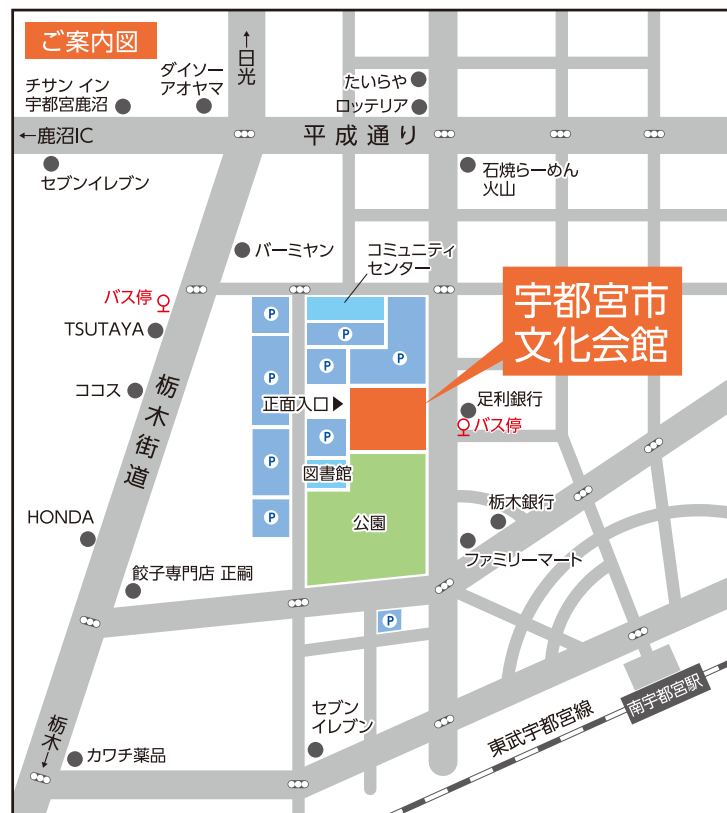 ご案内図
↑日光
チサン イン
宇都宮鹿沼
ダイソー
アオヤマ
たいらや
ロッテリア
←鹿沼IC
平成通り
セブンイレブン
石焼らーめん
火山
バーミヤン
コミュニティ
センター
バス停
TSUTAYA
P
P
P
P
P
宇都宮市
文化会館
ココス
正面入口▶
足利銀行
バス停
栃木街道
P
P
図書館
HONDA
P
公園
栃木銀行
ファミリーマート
餃子専門店 正嗣
P
南宇都宮駅
セブン
イレブン
東武宇都宮線
栃木→
カワチ薬品